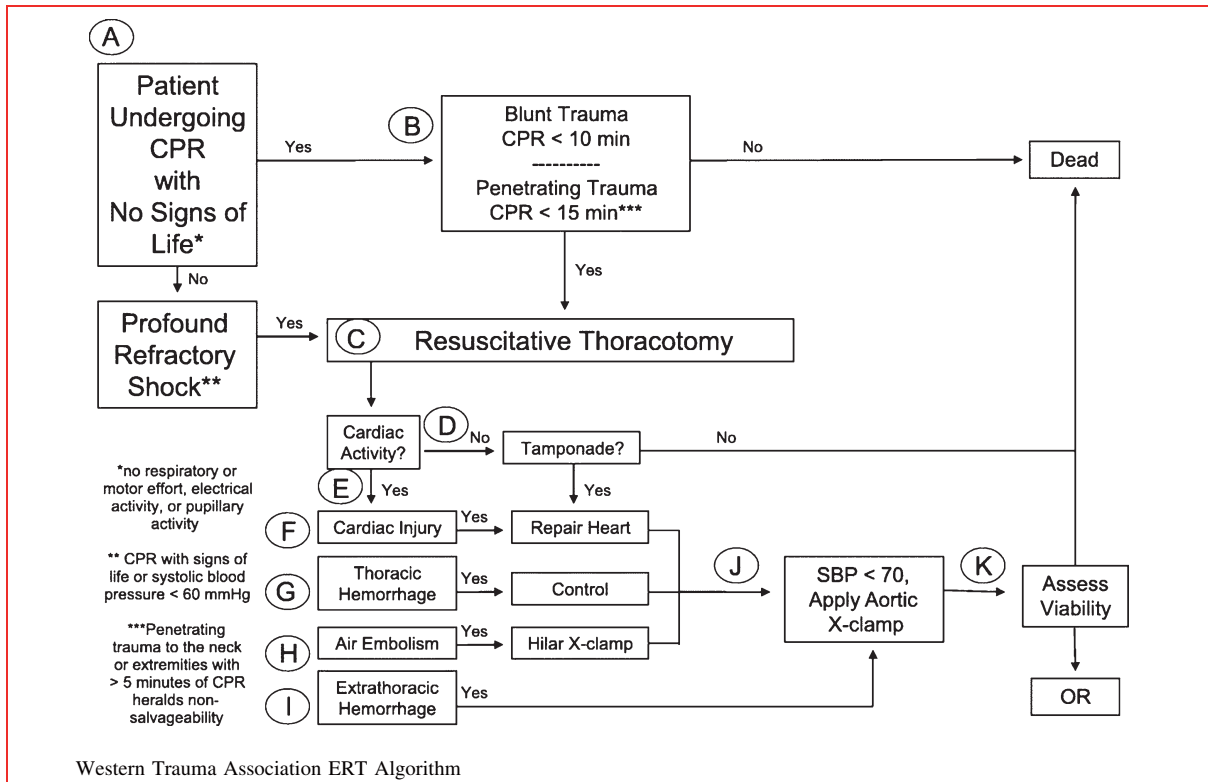 A
Patient
Undergoing
CPR
with
No Signs of
Life*
Yes
B
Blunt Trauma
CPR < 10 min
----------
Penetrating Trauma
CPR < 15 min***
No
Dead
No
Yes
Profound
Refractory
Shock**
Yes
C
Resuscitative Thoracotomy
Cardiac
Activity?
D
No
Tamponade?
No
E
Yes
Yes
*no respiratory or
motor effort, electrical
activity, or pupillary
activity
** CPR with signs of
life or systolic blood
pressure < 60 mmHg
***Penetrating
trauma to the neck
or extremities with
> 5 minutes of CPR
heralds non-
salvageability
F
Cardiac Injury
Yes
Repair Heart
G
Thoracic
Hemorrhage
Yes
Control
H
Air Embolism
Yes
Hilar X-clamp
I
Extrathoracic
Hemorrhage
Yes
J
SBP < 70,
Apply Aortic
X-clamp
K
Assess
Viability
OR
Western Trauma Association ERT Algorithm